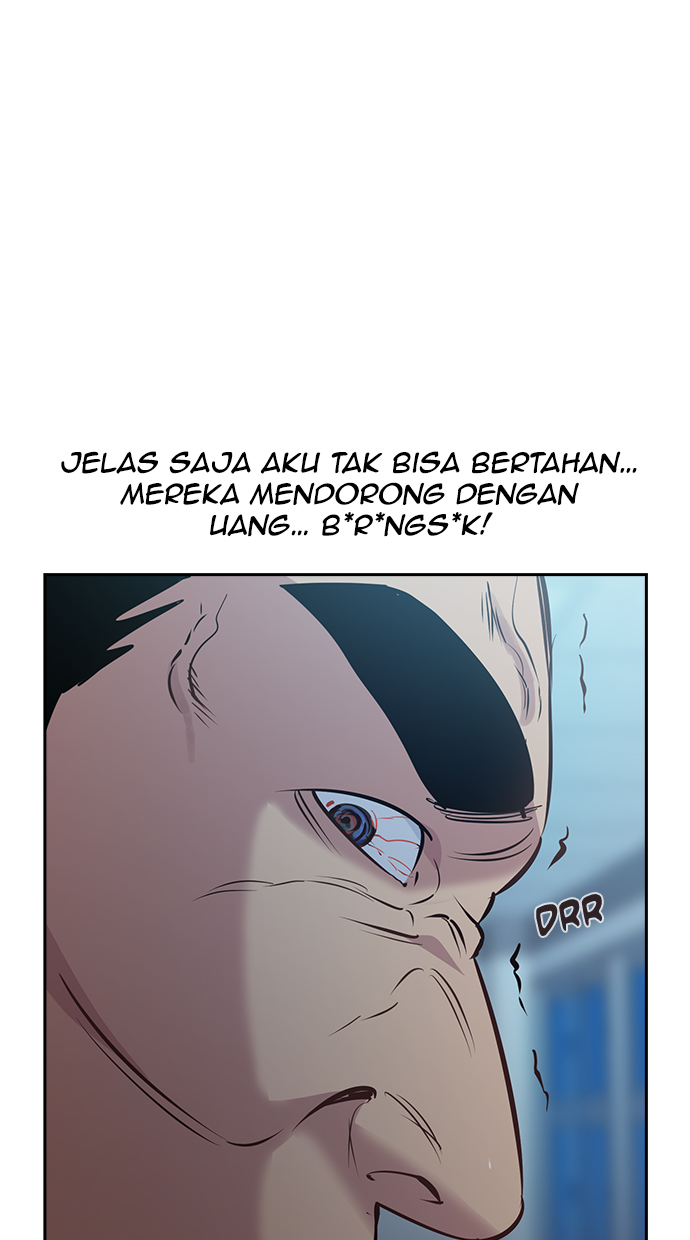 JELAS SAJA AKU TAK BISA BERTAHAN...
MEREKA MENDORONG DENGAN
UANG... B*R*NGS*K!
DRR